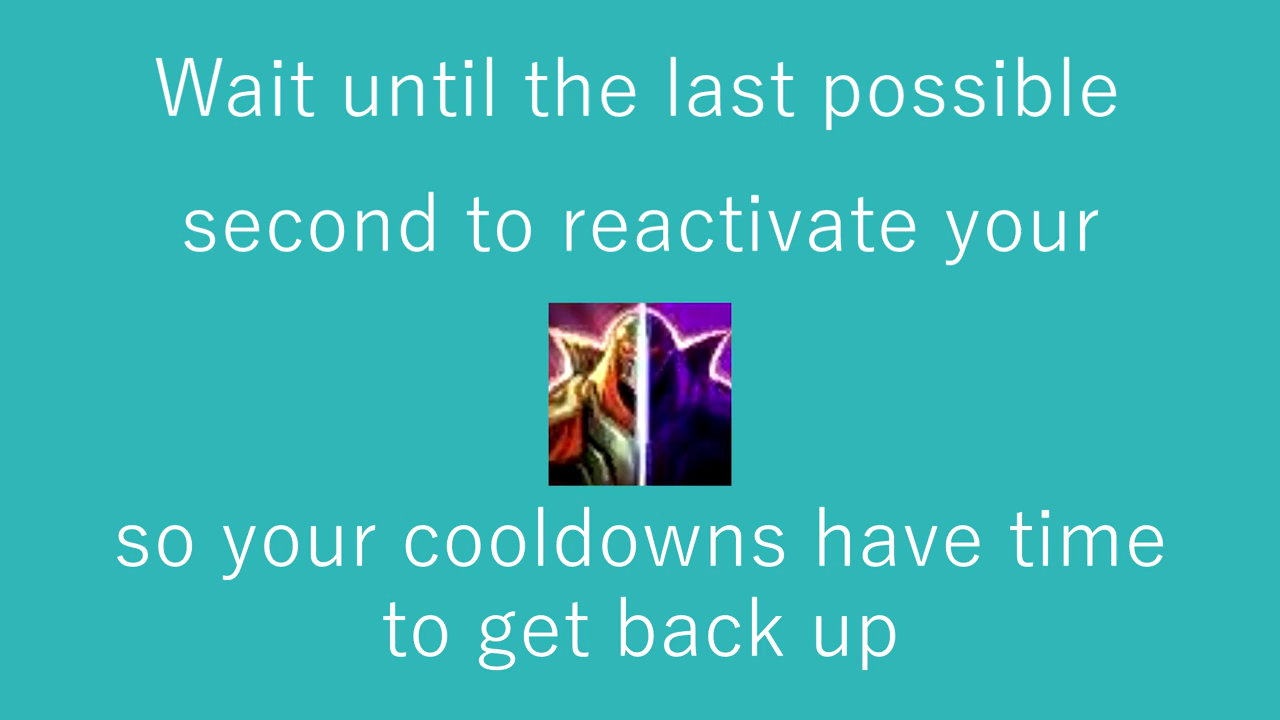 Wait until the last possible
second to reactivate your
so your cooldowns have time
to get back up